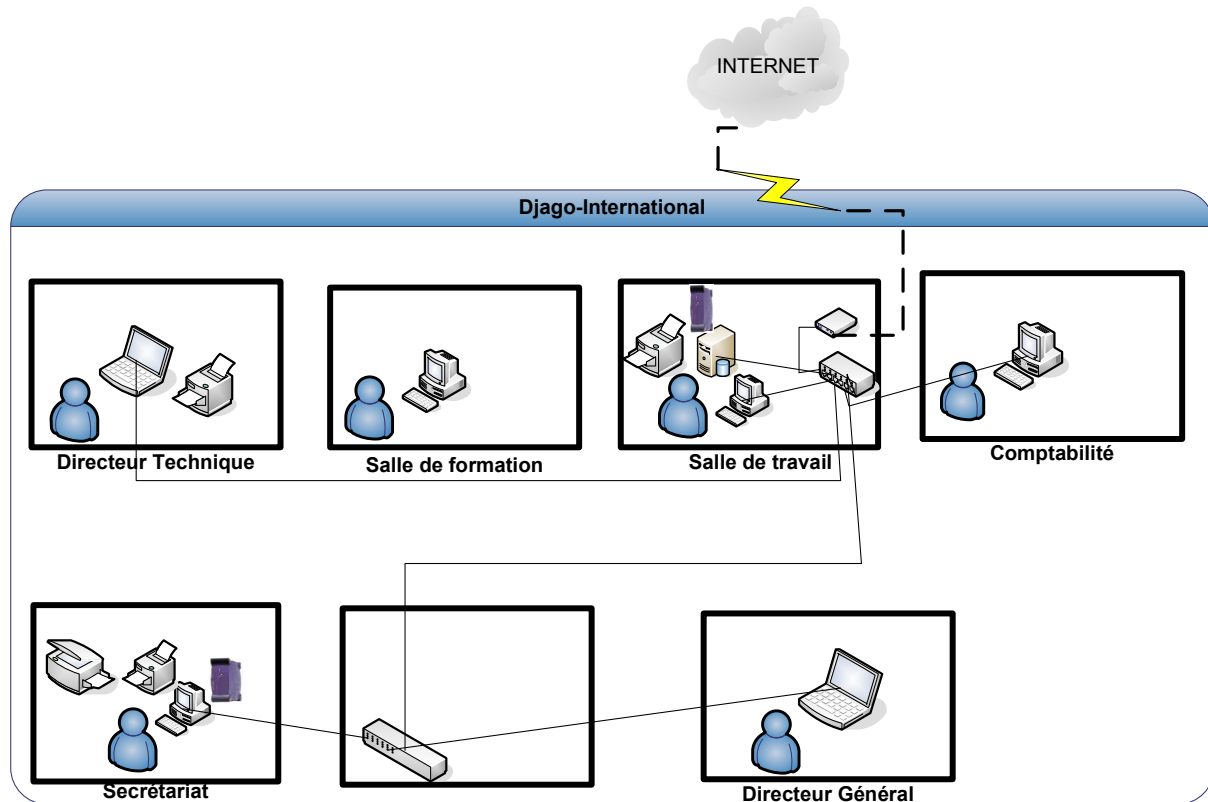 INTERNET
Djago-International
Directeur Technique
Salle de formation
Salle de travail
Comptabilité
Secrétariat
Directeur Général